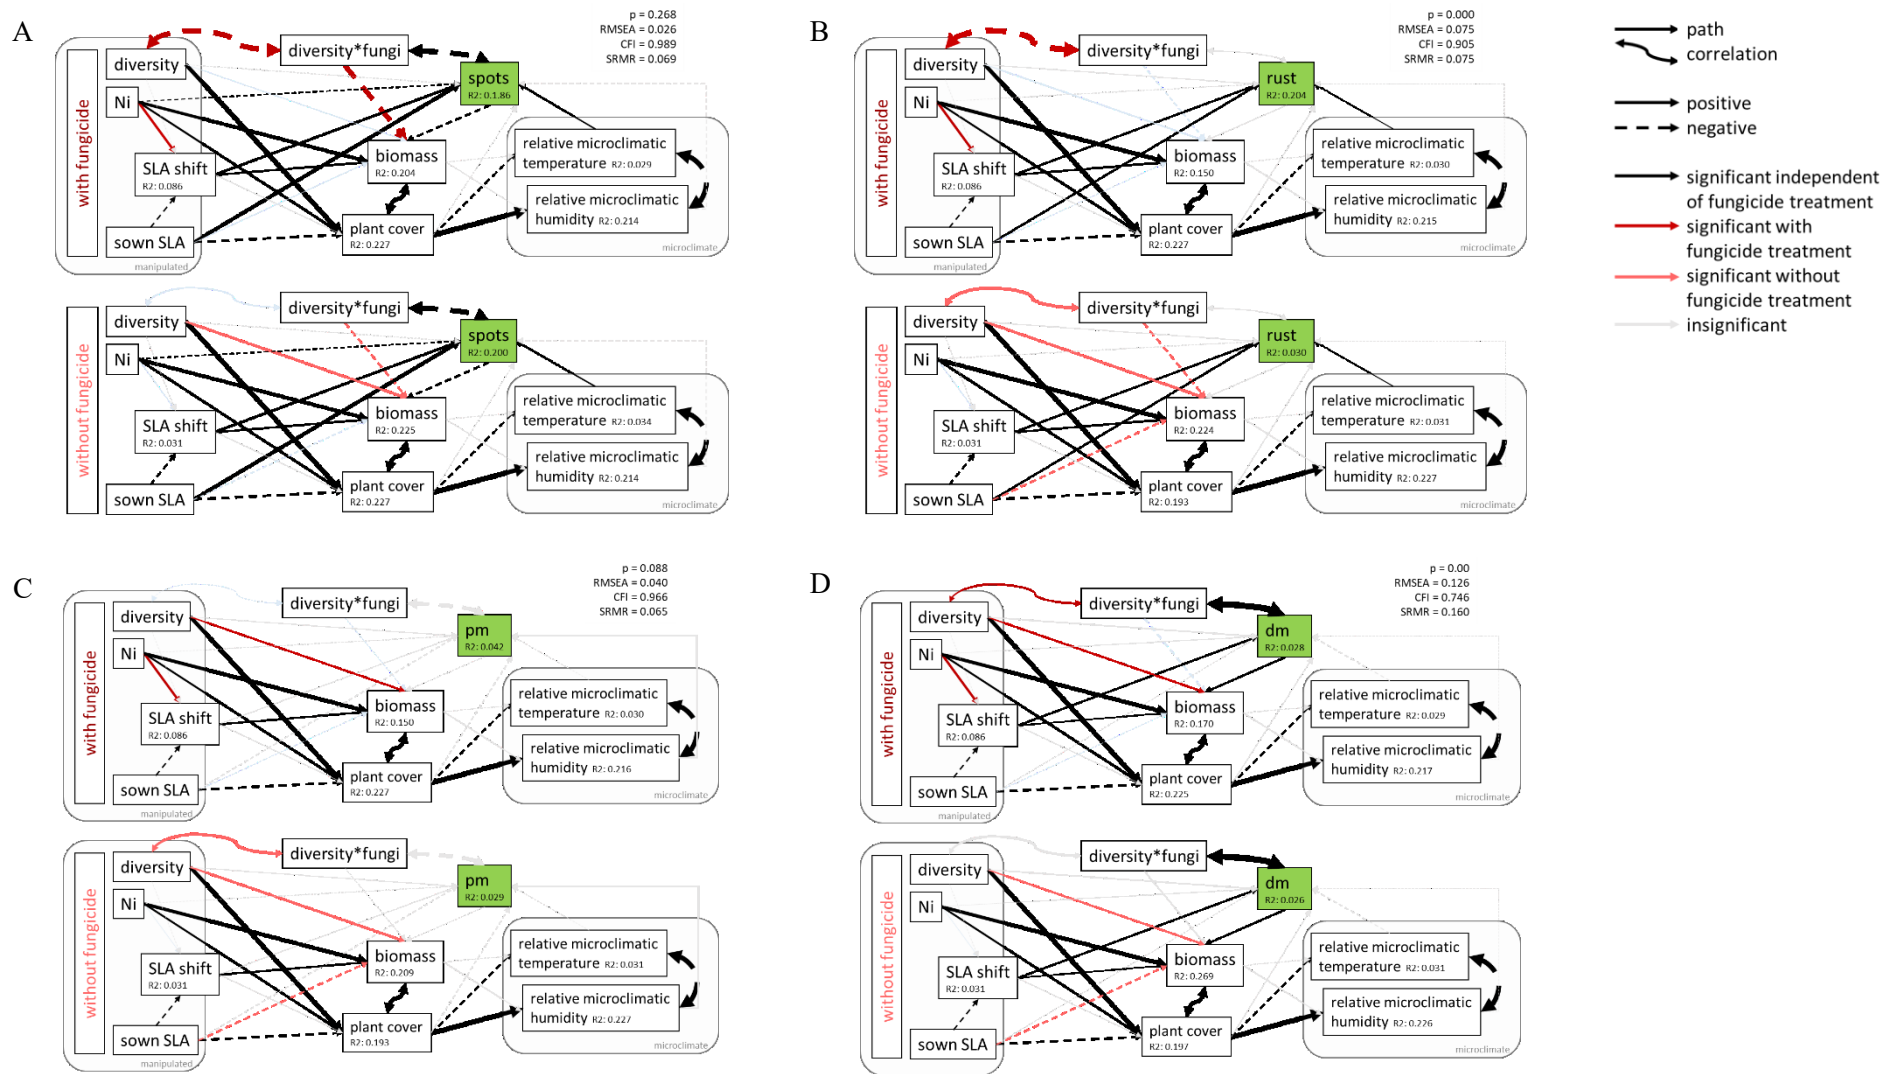 A
p = 0.268
RMSEA = 0.026
CFI = 0.989
SRMR = 0.069
with fungicide
diversity
diversity*fungi
spots
R2: 0.1.86
Ni
SLA shift
R2: 0.086
biomass
R2: 0.204
relative microclimatic
temperature R2: 0.029
relative microclimatic
humidity R2: 0.214
sown SLA
plant cover
R2: 0.227
manipulated
microclimate
without fungicide
diversity
diversity*fungi
spots
R2: 0.200
Ni
SLA shift
R2: 0.031
biomass
R2: 0.225
relative microclimatic
temperature R2: 0.034
relative microclimatic
humidity R2: 0.214
sown SLA
plant cover
R2: 0.227
microclimate
B
p = 0.000
RMSEA = 0.075
CFI = 0.905
SRMR = 0.075
with fungicide
diversity
diversity*fungi
rust
R2: 0.204
Ni
SLA shift
R2: 0.086
biomass
R2: 0.150
relative microclimatic
temperature R2: 0.030
relative microclimatic
humidity R2: 0.215
sown SLA
plant cover
R2: 0.227
manipulated
microclimate
without fungicide
diversity
diversity*fungi
rust
R2: 0.030
Ni
SLA shift
R2: 0.031
biomass
R2: 0.224
relative microclimatic
temperature R2: 0.031
relative microclimatic
humidity R2: 0.227
sown SLA
plant cover
R2: 0.193
microclimate
path
correlation
positive
negative
significant independent
of fungicide treatment
significant with
fungicide treatment
significant without
fungicide treatment
insignificant
C
p = 0.088
RMSEA = 0.040
CFI = 0.966
SRMR = 0.065
with fungicide
diversity
diversity*fungi
pm
R2: 0.042
Ni
SLA shift
R2: 0.086
biomass
R2: 0.150
relative microclimatic
temperature R2: 0.030
relative microclimatic
humidity R2: 0.216
sown SLA
plant cover
R2: 0.227
manipulated
microclimate
without fungicide
diversity
diversity*fungi
pm
R2: 0.029
Ni
SLA shift
R2: 0.031
biomass
R2: 0.209
relative microclimatic
temperature R2: 0.031
relative microclimatic
humidity R2: 0.227
sown SLA
plant cover
R2: 0.193
manipulated
microclimate
D
p = 0.00
RMSEA = 0.126
CFI = 0.746
SRMR = 0.160
with fungicide
diversity
diversity*fungi
dm
R2: 0.028
Ni
SLA shift
R2: 0.086
biomass
R2: 0.170
relative microclimatic
temperature R2: 0.029
relative microclimatic
humidity R2: 0.217
sown SLA
plant cover
R2: 0.225
manipulated
microclimate
without fungicide
diversity
diversity*fungi
dm
R2: 0.026
Ni
SLA shift
R2: 0.031
biomass
R2: 0.269
relative microclimatic
temperature R2: 0.031
relative microclimatic
humidity R2: 0.226
sown SLA
plant cover
R2: 0.197
manipulated
microclimate